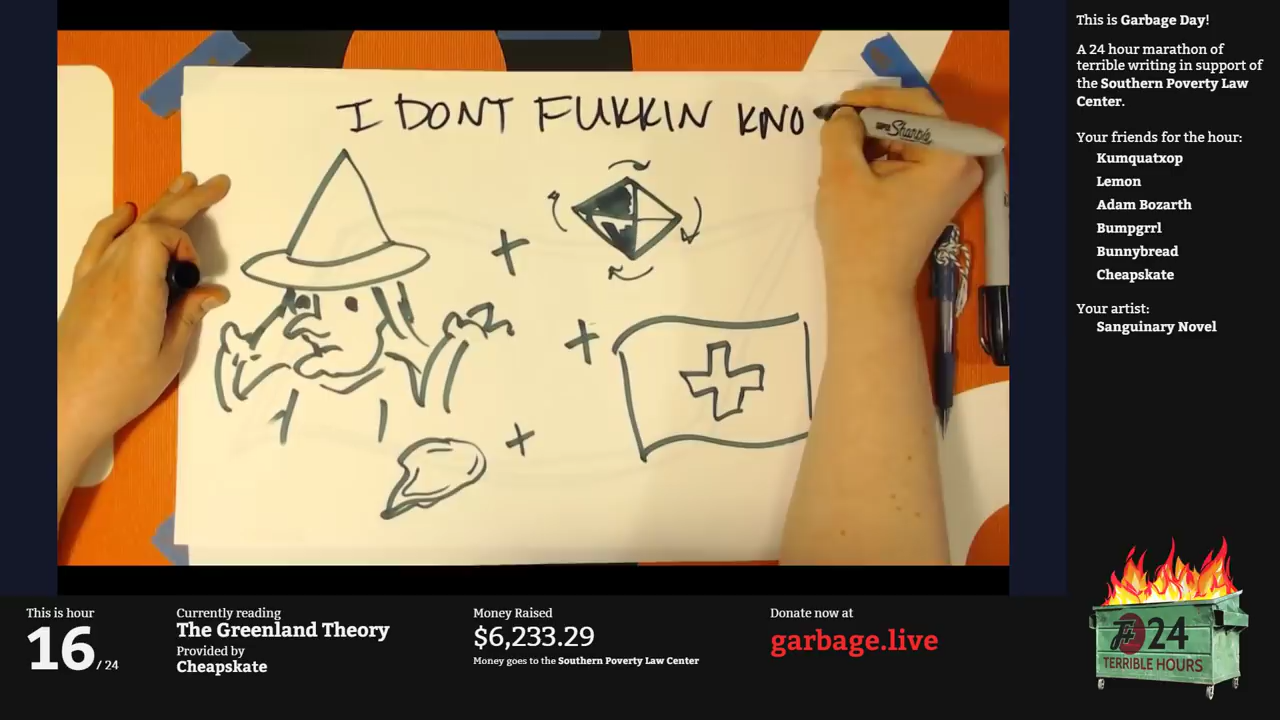 This is Garbage Day!
A 24 hour marathon of
terrible writing in support of
the Southern Poverty Law
Center.
Your friends for the hour:
Kumquatxop
Lemon
Adam Bozarth
Bumpgrrl
Bunnybread
Cheapskate
Your artist:
Sanguinary Novel
I DONT FUKKIN KNO
Sharpie
This is hour
16 / 24
Currently reading
The Greenland Theory
Provided by
Cheapskate
Money Raised
$6,233.29
Money goes to the Southern Poverty Law Center
Donate now at
garbage.live
24
TERRIBLE HOURS